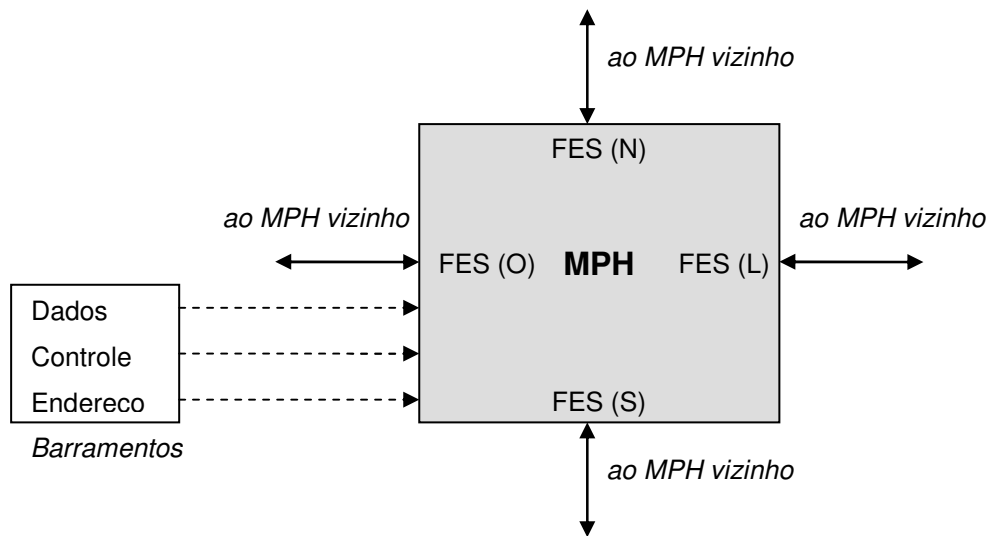 ao MPH vizinho
FES (N)
ao MPH vizinho
ao MPH vizinho
FES (O)
MPH
FES (L)
Dados
Controle
Endereco
FES (S)
Barramentos
ao MPH vizinho